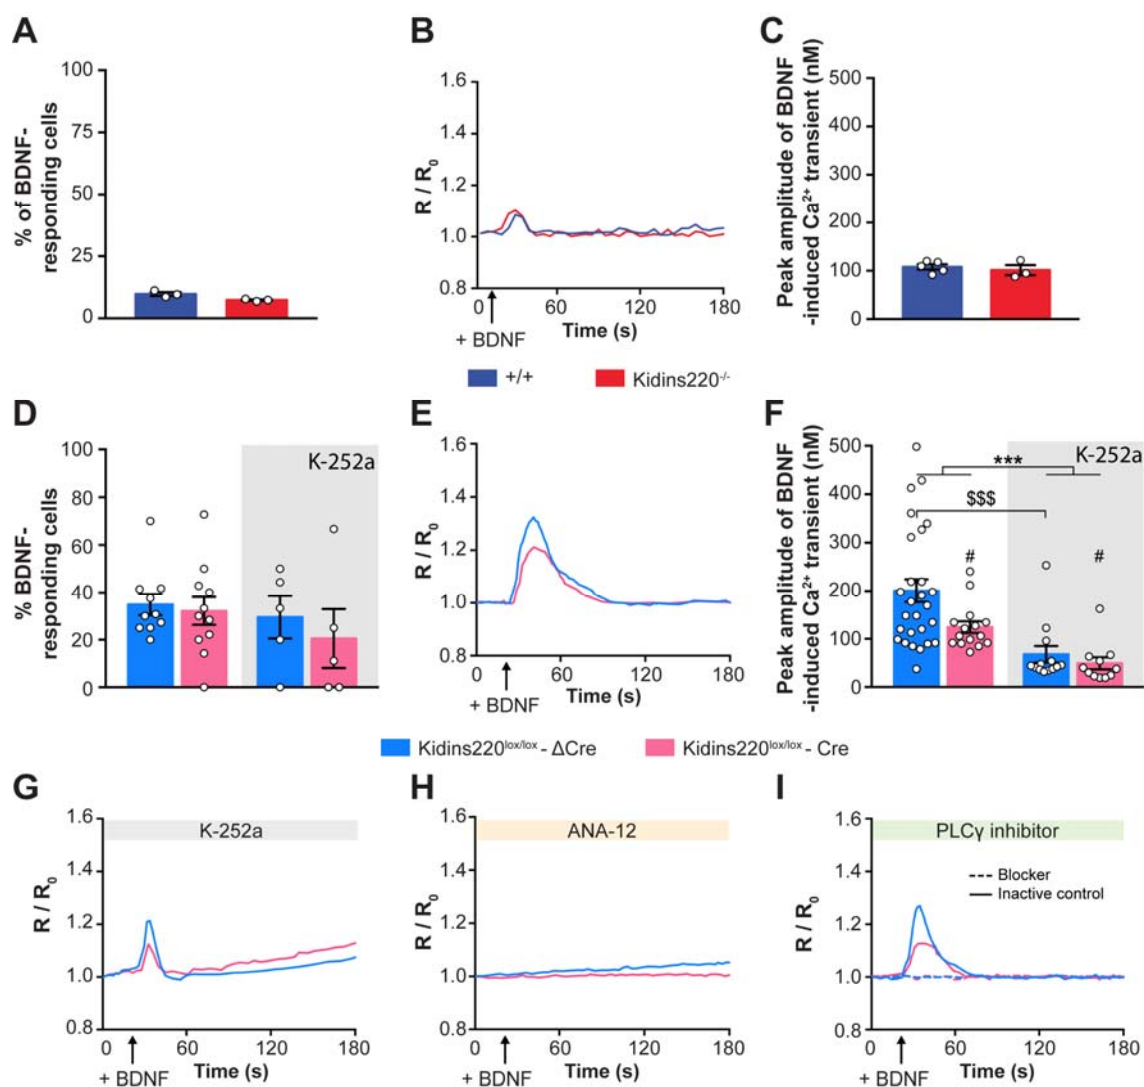 A
% of BDNF-
responding cells
100
75
50
25
0
B
R / R0
1.6
1.4
1.2
1.0
0.8
0
60
120
180
Time (s)
+ BDNF
C
Peak amplitude of BDNF
-induced Ca²⁺ transient (nM)
500
400
300
200
100
0
+/+
Kidins220-/-
D
% BDNF-
responding cells
100
80
60
40
20
0
K-252a
E
R / R0
1.6
1.4
1.2
1.0
0.8
0
60
120
180
Time (s)
+ BDNF
F
Peak amplitude of BDNF
-induced Ca²⁺ transient (nM)
500
400
300
200
100
0
K-252a
***
$$$
#
#
Kidins220lox/lox - ΔCre
Kidins220lox/lox - Cre
G
R / R0
1.6
1.4
1.2
1.0
0.8
K-252a
0
60
120
180
Time (s)
+ BDNF
H
R / R0
1.6
1.4
1.2
1.0
0.8
ANA-12
0
60
120
180
Time (s)
+ BDNF
I
R / R0
1.6
1.4
1.2
1.0
0.8
PLCγ inhibitor
Blocker
Inactive control
0
60
120
180
Time (s)
+ BDNF